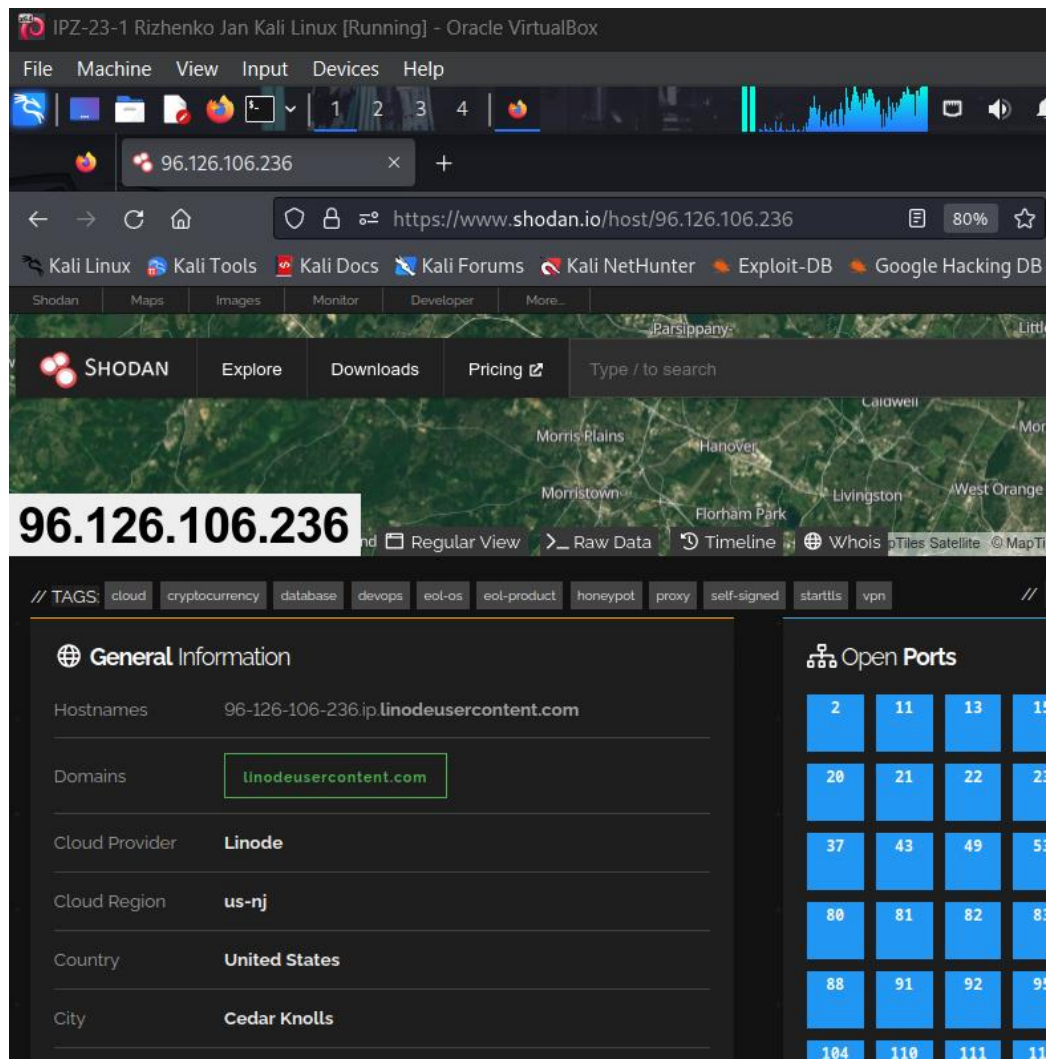 IPZ-23-1 Rizhenko Jan Kali Linux [Running] - Oracle VirtualBox
File Machine View Input Devices Help
1 2 3 4
96.126.106.236
https://www.shodan.io/host/96.126.106.236 80%
Kali Linux Kali Tools Kali Docs Kali Forums Kali NetHunter Exploit-DB Google Hacking DB
Shodan Maps Images Monitor Developer More...
Parsippany-
SHODAN Explore Downloads Pricing Type / to search
Caldwell
Morris Plains Hanover
Morristown Livingston West Orange
Florham Park
96.126.106.236 Regular View >_ Raw Data Timeline Whois Satellite
// TAGS: cloud cryptocurrency database devops eol-os eol-product honeypot proxy self-signed starttls vpn //
General Information
Hostnames 96-126-106-236.ip.linodeusercontent.com
Domains linodeusercontent.com
Cloud Provider Linode
Cloud Region us-nj
Country United States
City Cedar Knolls
Open Ports
2 11 13
20 21 22
37 43 49
80 81 82
88 91 92
104 110 111